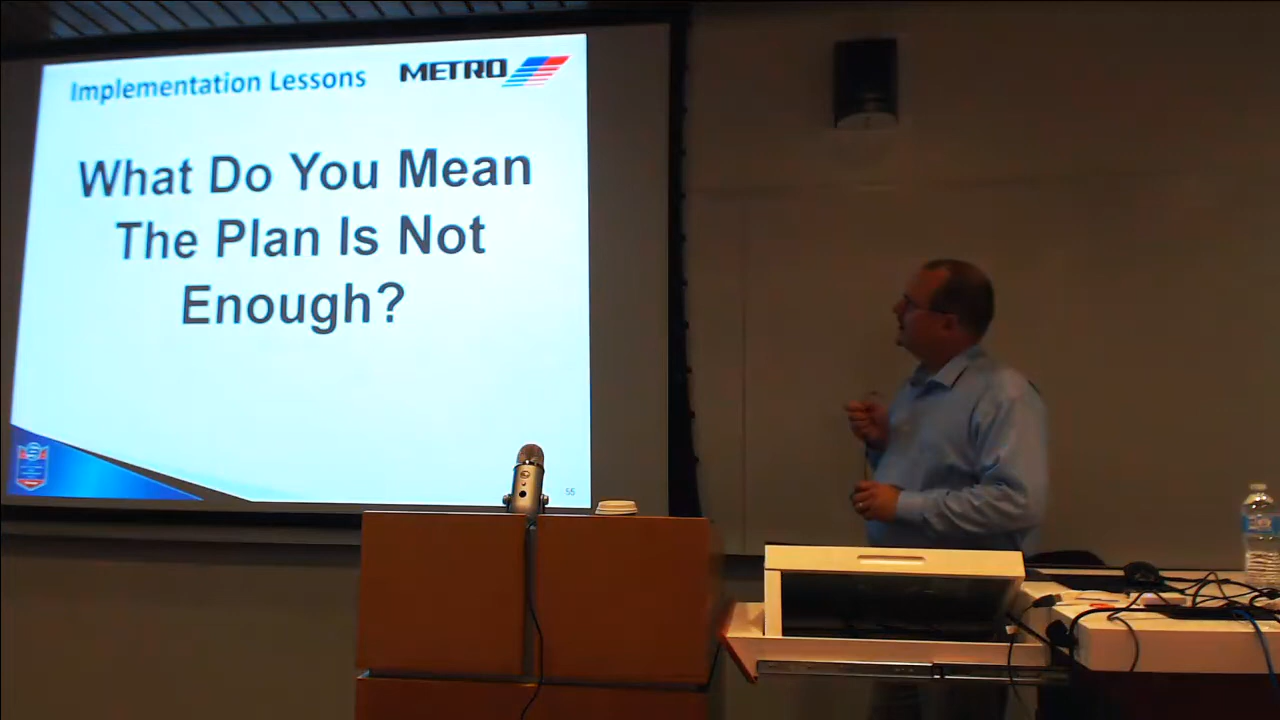 Implementation Lessons
METRO
What Do You Mean
The Plan Is Not
Enough?
55